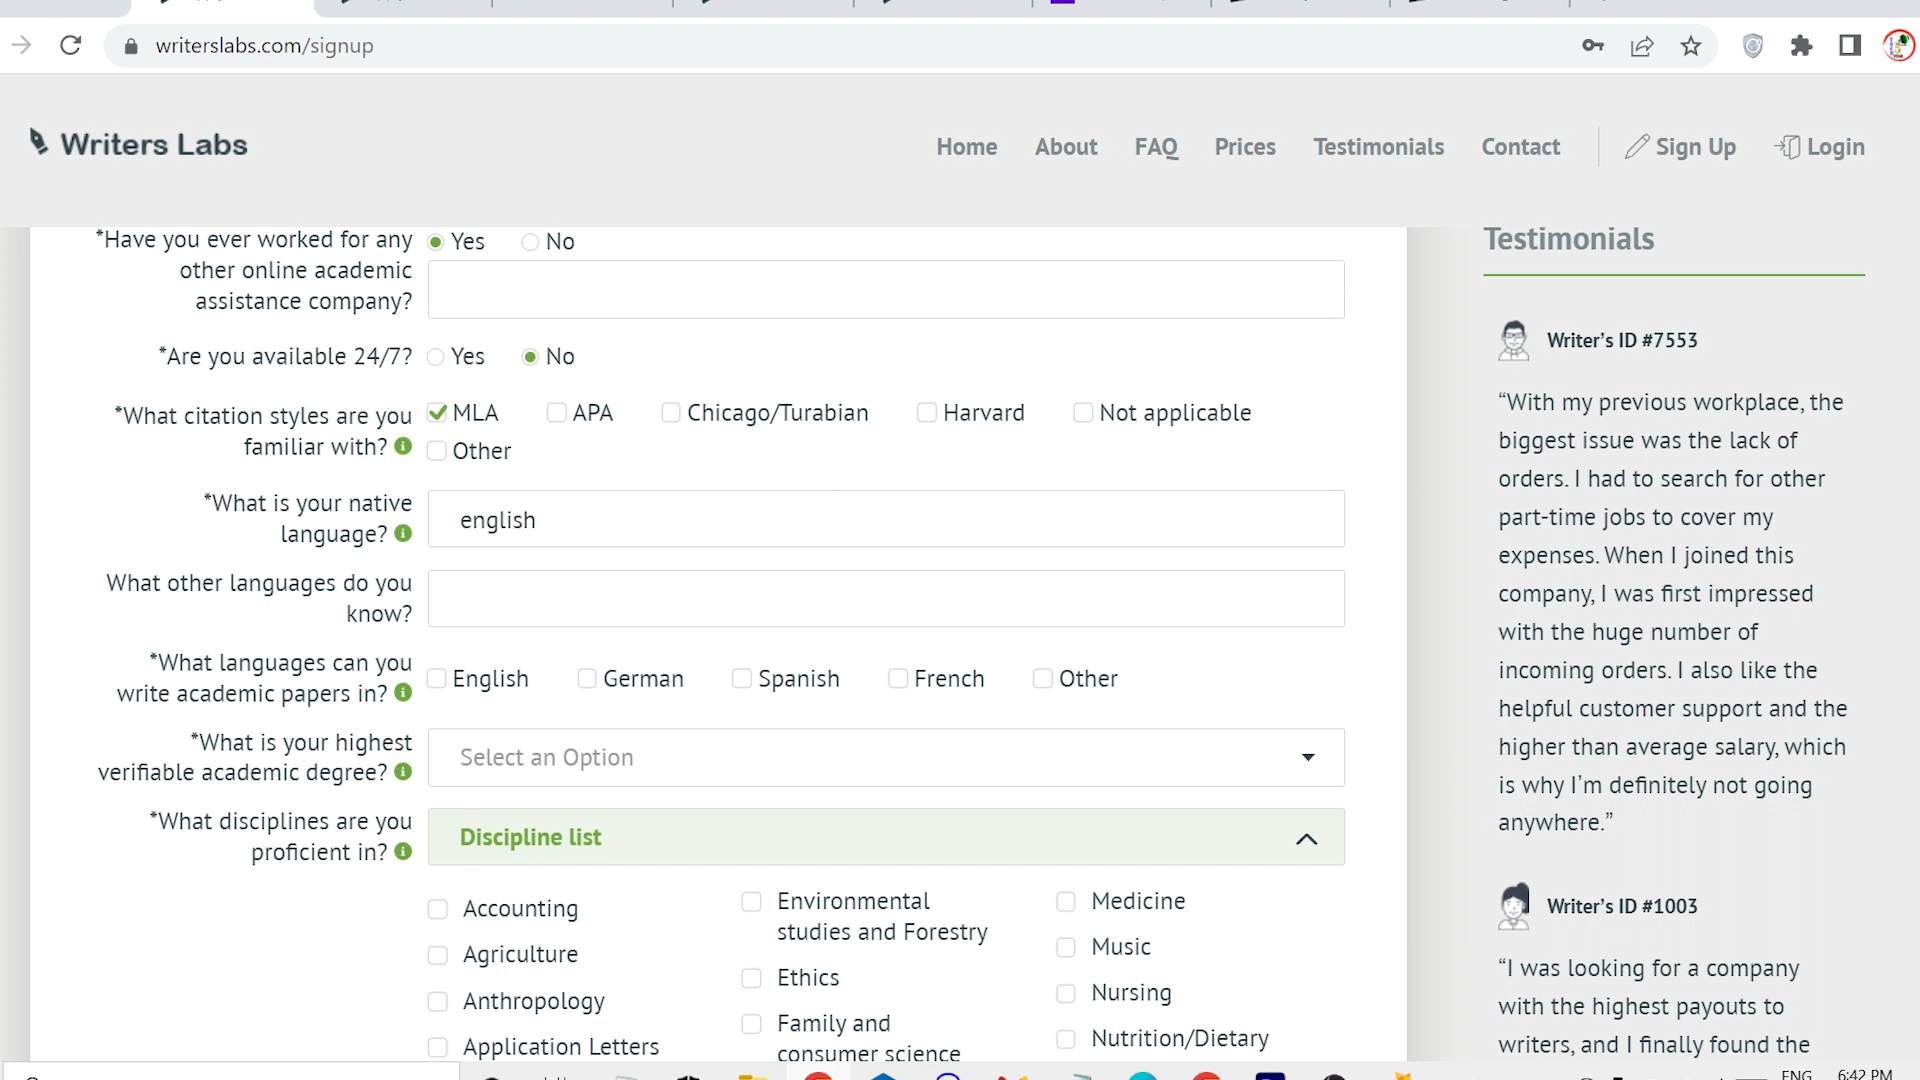 writerslabs.com/signup
Writers Labs
Home About FAQ Prices Testimonials Contact Sign Up Login
*Have you ever worked for any
other online academic
assistance company?
Yes No
*Are you available 24/7? Yes No
*What citation styles are you
familiar with?
MLA APA Chicago/Turabian Harvard Not applicable
Other
*What is your native
language?
english
What other languages do you
know?
*What languages can you
write academic papers in?
English German Spanish French Other
*What is your highest
verifiable academic degree?
Select an Option
*What disciplines are you
proficient in?
Discipline list
Accounting
Agriculture
Anthropology
Application Letters
Environmental
studies and Forestry
Ethics
Family and
consumer science
Medicine
Music
Nursing
Nutrition/Dietary
Testimonials
Writer’s ID #7553
“With my previous workplace, the
biggest issue was the lack of
orders. I had to search for other
part-time jobs to cover my
expenses. When I joined this
company, I was first impressed
with the huge number of
incoming orders. I also like the
helpful customer support and the
higher than average salary, which
is why I’m definitely not going
anywhere.”
Writer’s ID #1003
“I was looking for a company
with the highest payouts to
writers, and I finally found the
ENG 6:42 PM